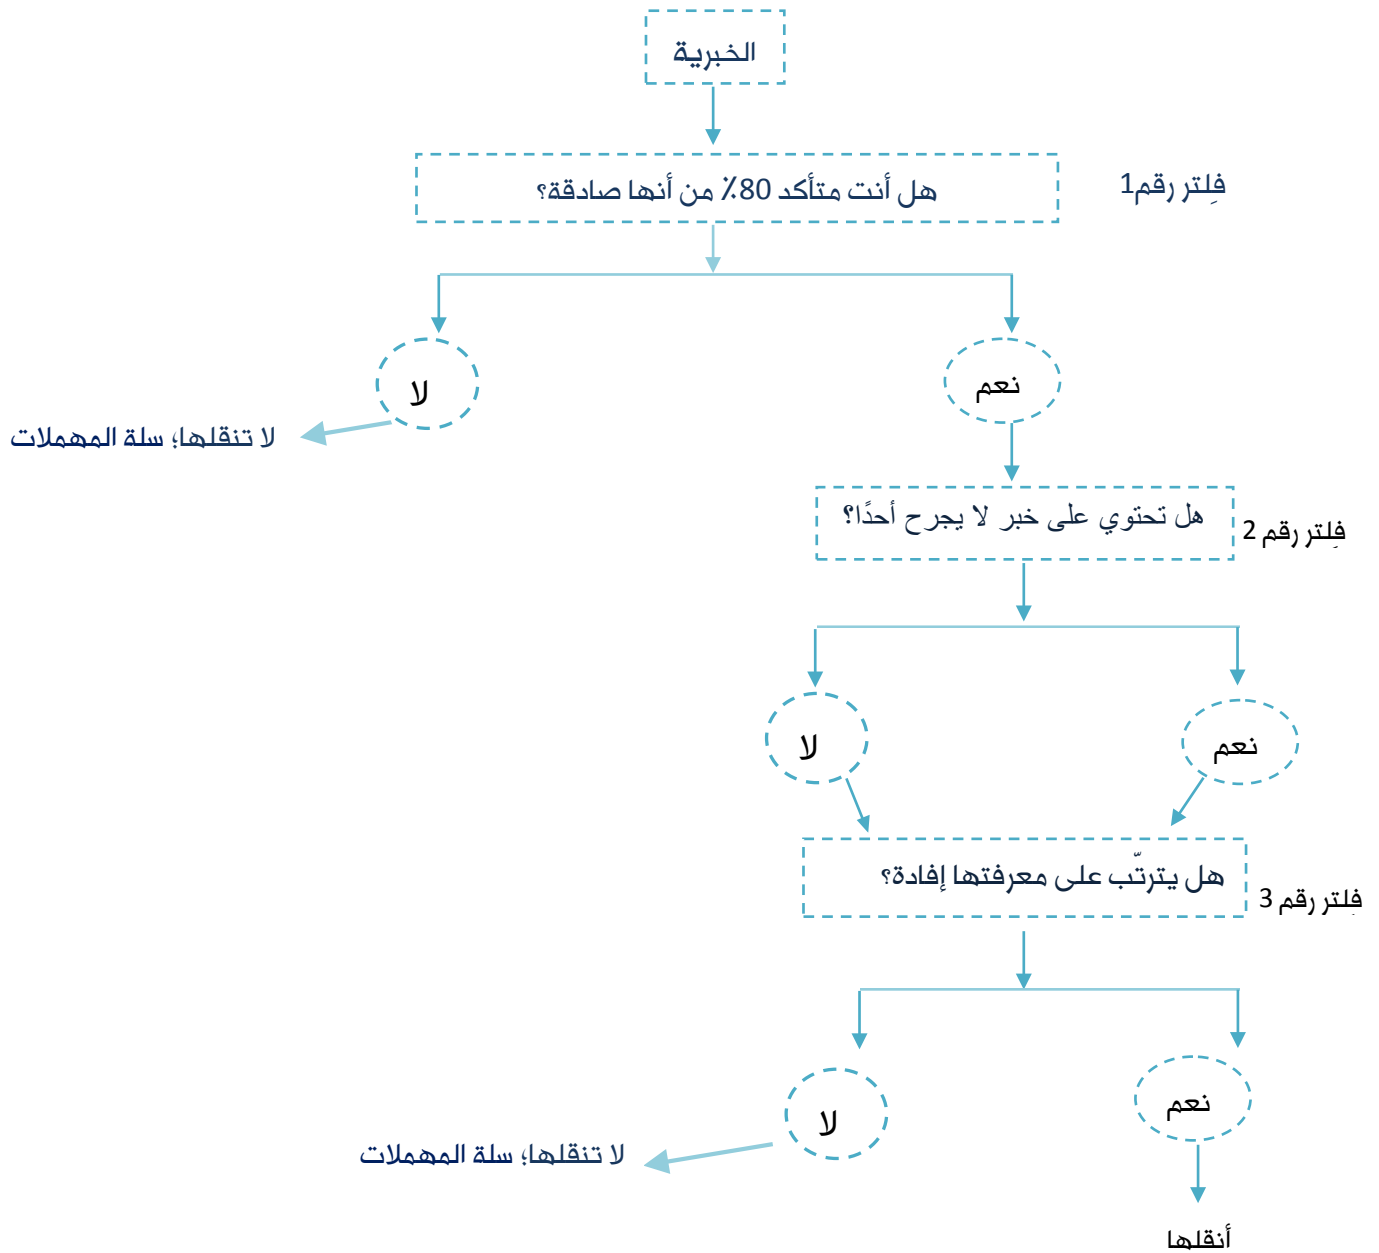 الخبرية
هل أنت متأكد 80٪ من أنها صادقة؟
فِلتر رقم1
نعم
لا
لا تنقلها؛ سلة المهملات
هل تحتوي على خبر لا يجرح أحدًا؟
فِلتر رقم 2
نعم
لا
هل يترتّب على معرفتها إفادة؟
فِلتر رقم 3
نعم
لا
لا تنقلها؛ سلة المهملات
أنقلها